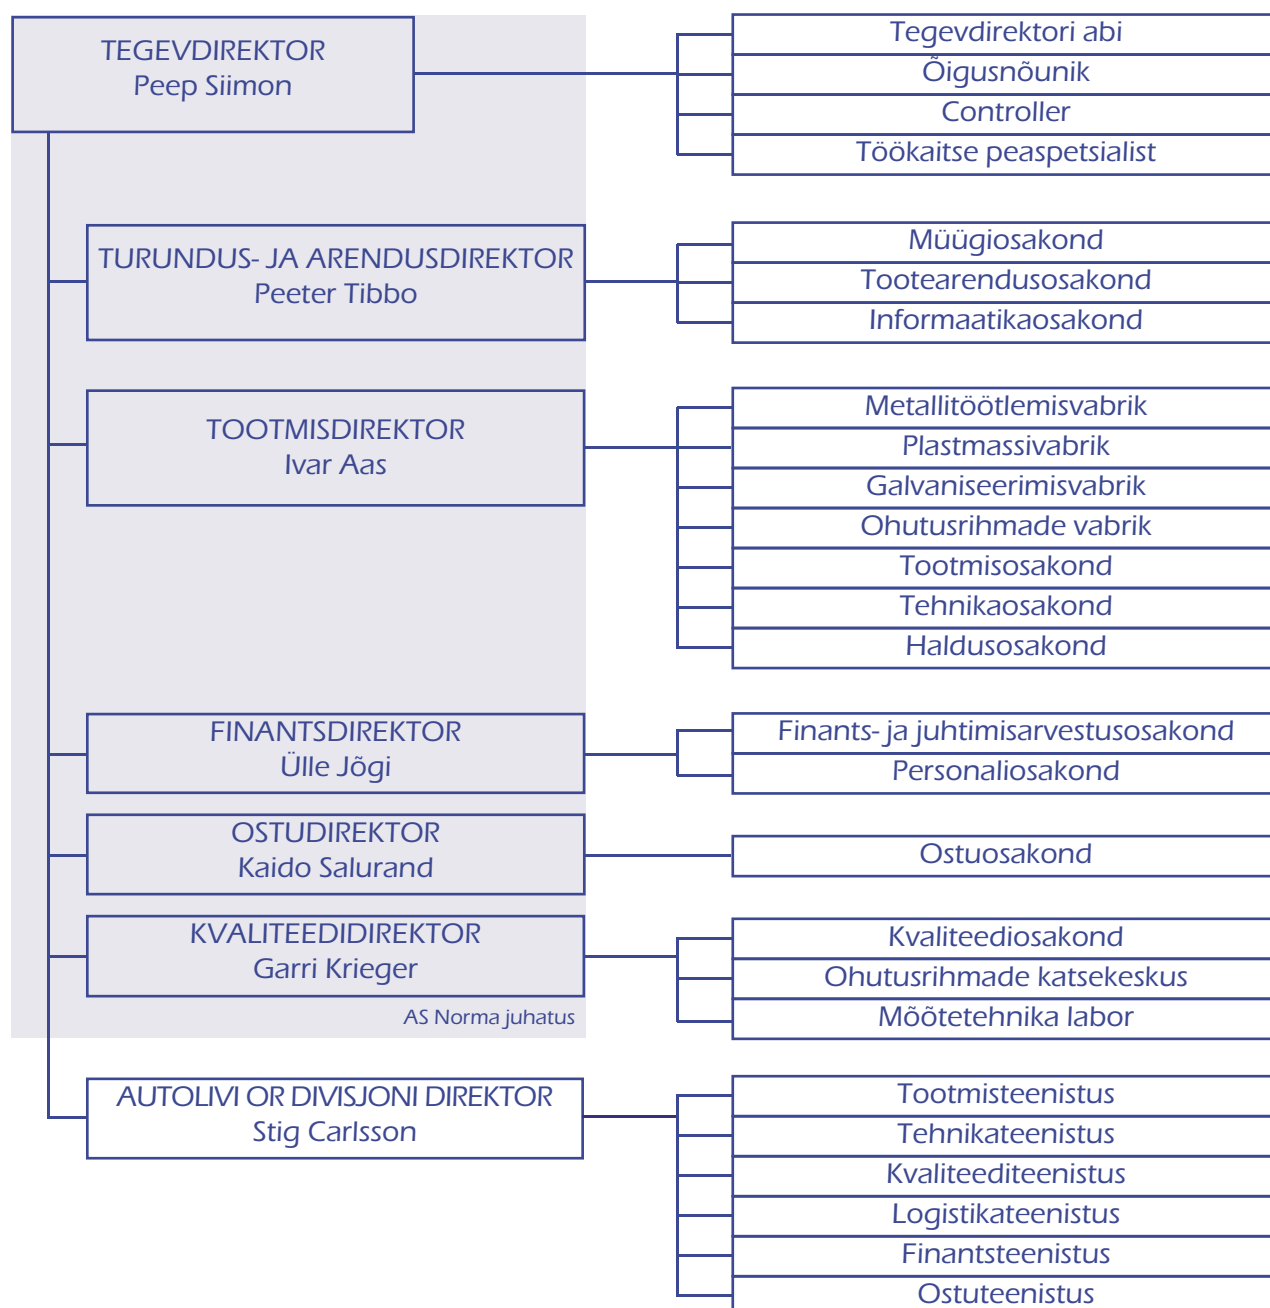 TEGEVDIREKTOR
Peep Siimon
Tegevdirektori abi
Õigusnõunik
Controller
Töökaitse peaspetsialist
TURUNDUS- JA ARENDUSDIREKTOR
Peeter Tibbo
Müügiosakond
Tootearendusosakond
Informaatikaosakond
TOOTMISDIREKTOR
Ivar Aas
Metallitöötlemisvabrik
Plastmassivabrik
Galvaniseerimisvabrik
Ohutusrihmade vabrik
Tootmisosakond
Tehnikaosakond
Haldusosakond
FINANTSDIREKTOR
Ülle Jõgi
Finants- ja juhtimisarvestusosakond
Personaliosakond
OSTUDIREKTOR
Kaido Salurand
Ostuosakond
KVALITEEDIDIREKTOR
Garri Krieger
Kvaliteediosakond
Ohutusrihmade katsekeskus
Mõõtetehnika labor
AS Norma juhatus
AUTOLIVI OR DIVISJONI DIREKTOR
Stig Carlsson
Tootmisteenistus
Tehnikateenistus
Kvaliteediteenistus
Logistikateenistus
Finantsteenistus
Ostuteenistus